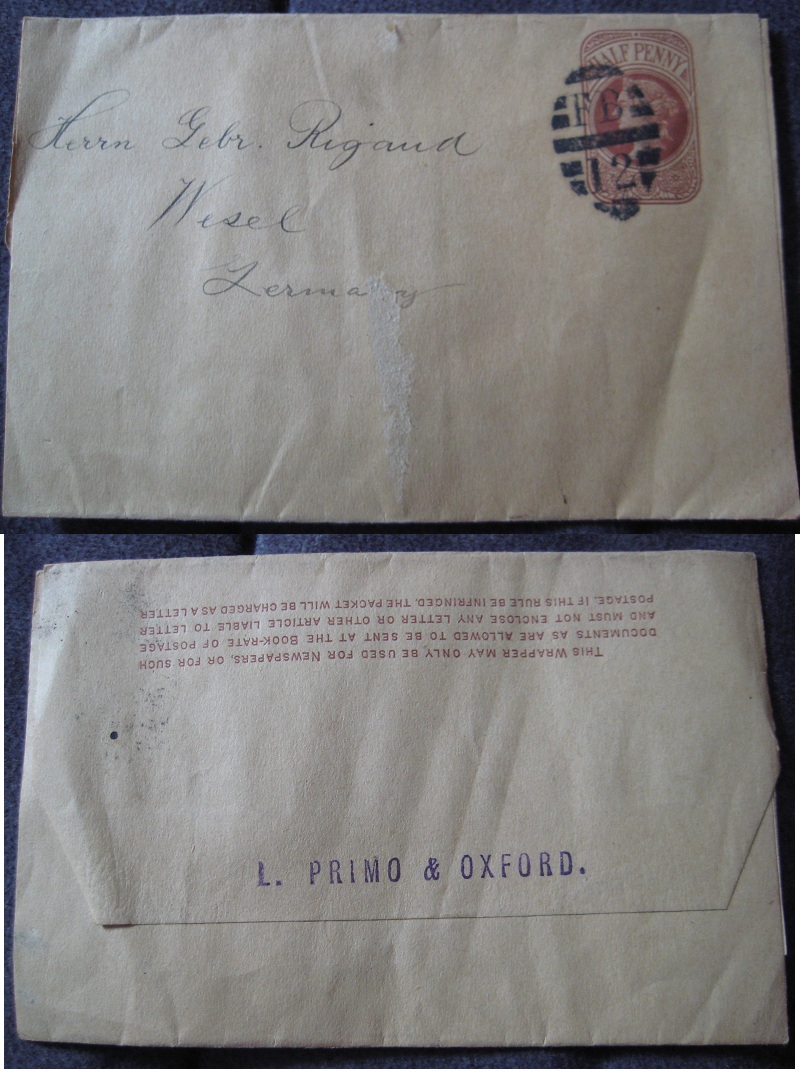 HALF PENNY
FB
12
Herrn Gebr. Rigaud
Wesel
Germany
THIS WRAPPER MAY ONLY BE USED FOR NEWSPAPERS, OR FOR SUCH
DOCUMENTS AS ARE ALLOWED TO BE SENT AT THE BOOK-RATE OF POSTAGE
AND MUST NOT ENCLOSE ANY LETTER OR OTHER ARTICLE LIABLE TO LETTER
POSTAGE. IF THIS RULE BE INFRINGED, THE PACKET WILL BE CHARGED AS A LETTER
L. PRIMO & OXFORD.